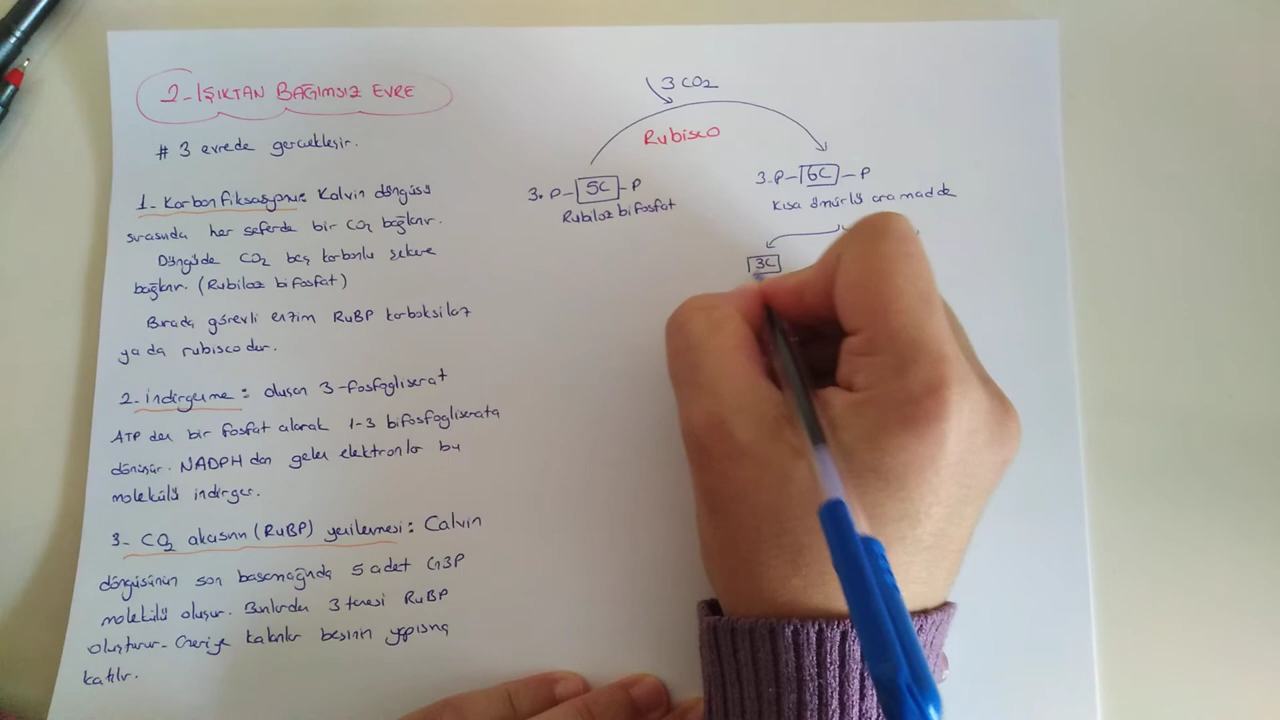 2-IŞIKTAN BAĞIMSIZ EVRE
# 3 evrede gerçekleşir.
1- Karbon fiksasyonu: Kalvin döngüsü
sırasında her seferde bir CO2 bağlanır.
Döngüde CO2 beş karbonlu şekere
bağlanır. (Rubiloz bifosfat)
Burada görevli enzim RuBP karboksilaz
ya da rubiscodur.
2- İndirgeme: oluşan 3-fosfogliserat
ATP den bir fosfat alarak 1-3 bifosfogliserata
dönüşür. NADPH dan gelen elektronlar bu
molekülü indirger.
3- CO2 alıcısının (RuBP) yenilenmesi: Calvin
döngüsünün son basamağında 5 adet G3P
molekülü oluşur. Bunlardan 3 tanesi RuBP
oluşturur. Geriye kalanlar besinin yapısına
katılır.
3CO2
Rubisco
3. P-5C-P
Rubiloz bifosfat
3.P-6C-P
Kısa ömürlü ara madde
3C